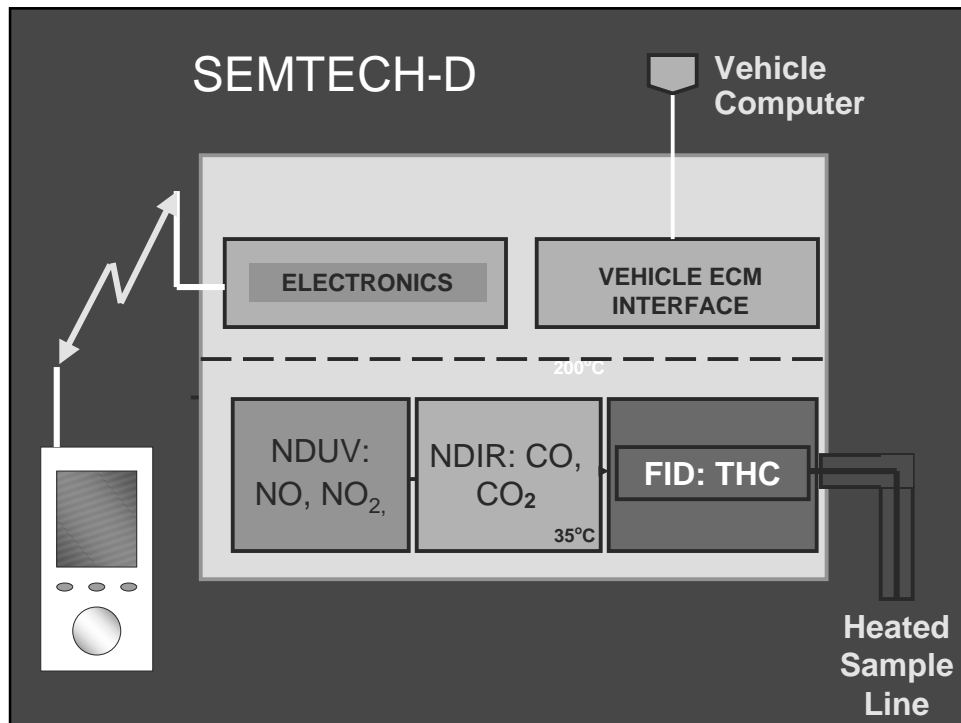 SEMTECH-D
Vehicle
Computer
ELECTRONICS
VEHICLE ECM
INTERFACE
200°C
NDUV:
NO, NO₂,
NDIR: CO,
CO₂
35°C
FID: THC
Heated
Sample
Line